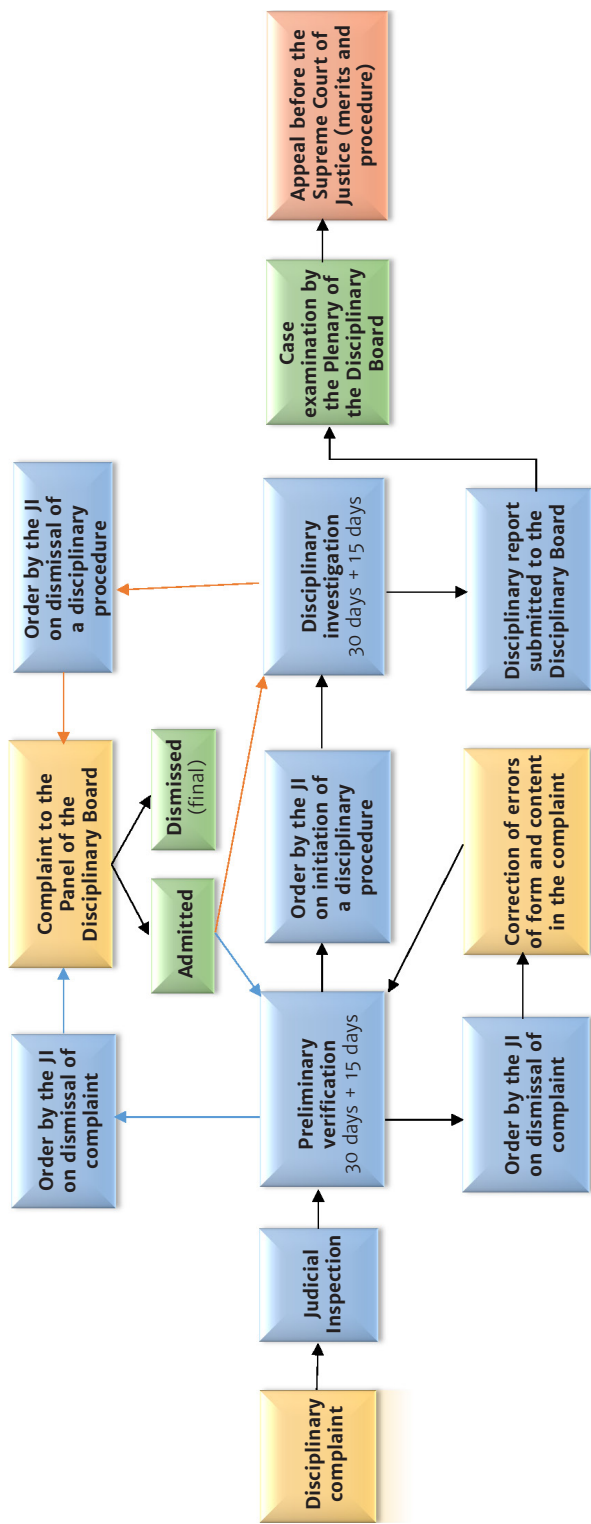 Disciplinary
complaint
Judicial
Inspection
Order by the JI
on dismissal of
complaint
Preliminary
verification
30 days + 15 days
Order by the JI
on dismissal of
complaint
Complaint to the
Panel of the
Disciplinary Board
Admitted
Dismissed
(final)
Order by the JI
on initiation of
a disciplinary
procedure
Correction of errors
of form and content
in the complaint
Order by the JI
on dismissal of
a disciplinary
procedure
Disciplinary
investigation
30 days + 15 days
Disciplinary report
submitted to the
Disciplinary Board
Case
examination by
the Plenary of
the Disciplinary
Board
Appeal before the
Supreme Court of
Justice (merits and
procedure)